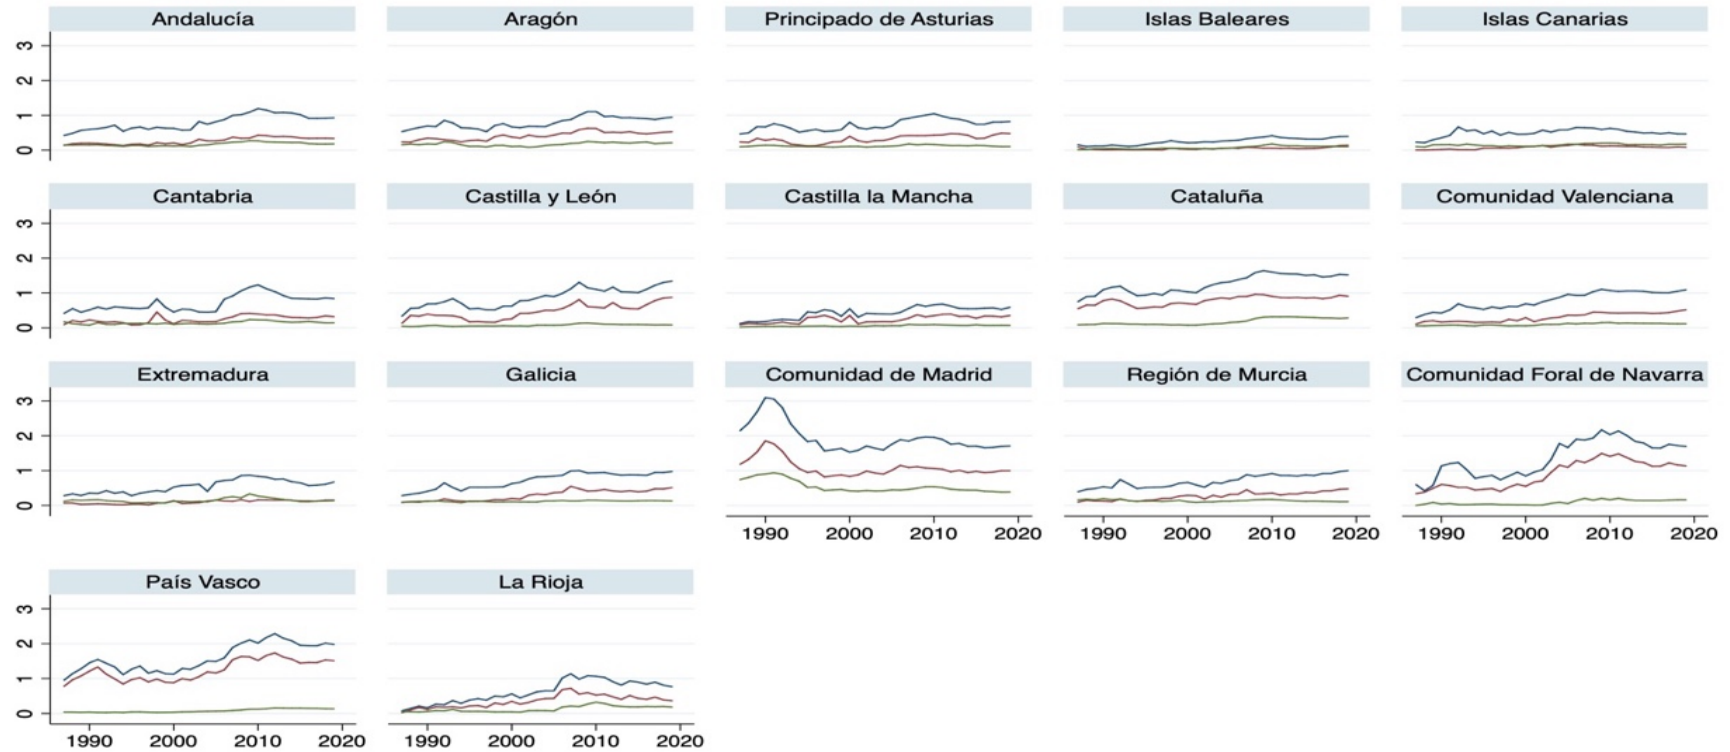 Andalucía Aragón Principado de Asturias Islas Baleares Islas Canarias
3
2
1
0
Cantabria Castilla y León Castilla la Mancha Cataluña Comunidad Valenciana
3
2
1
0
Extremadura Galicia Comunidad de Madrid Región de Murcia Comunidad Foral de Navarra
3
2
1
0
1990 2000 2010 2020 1990 2000 2010 2020 1990 2000 2010 2020
País Vasco La Rioja
3
2
1
0
1990 2000 2010 2020 1990 2000 2010 2020